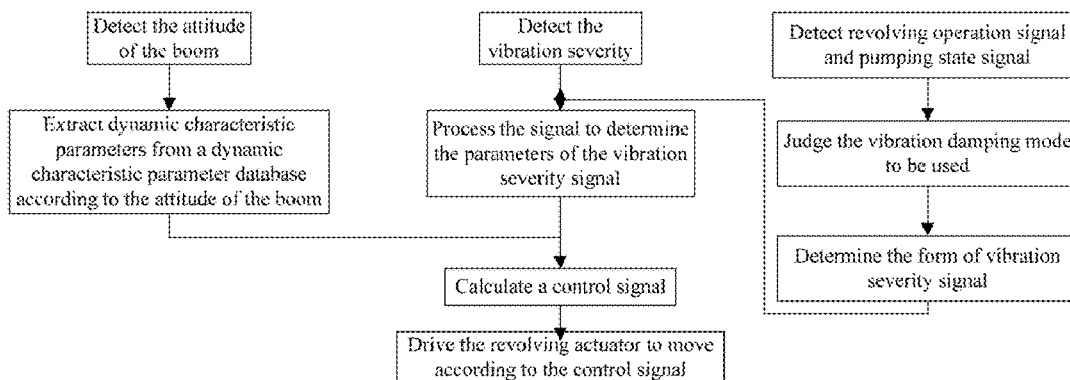 Detect the attitude
of the boom
Extract dynamic characteristic
parameters from a dynamic
characteristic parameter database
according to the attitude of the boom
Detect the
vibration severity
Process the signal to determine
the parameters of the vibration
severity signal
Calculate a control signal
Drive the revolving actuator to move
according to the control signal
Detect revolving operation signal
and pumping state signal
Judge the vibration damping mode
to be used
Determine the form of vibration
severity signal